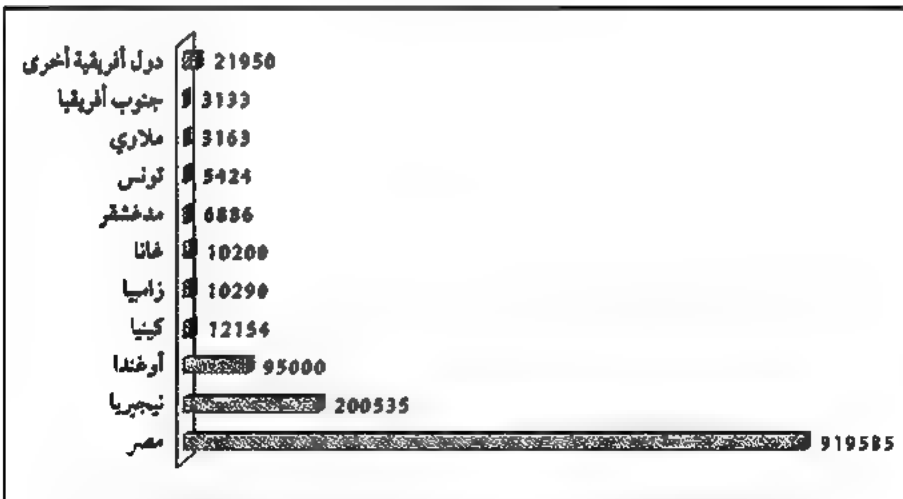 دول أفريقية أخرى 21950
جنوب أفريقيا 3133
ملاري 3163
تونس 5424
مدغشقر 6886
غانا 10200
زامبيا 10290
كينيا 12154
أوغندا 95000
نيجيريا 200535
مصر 919585